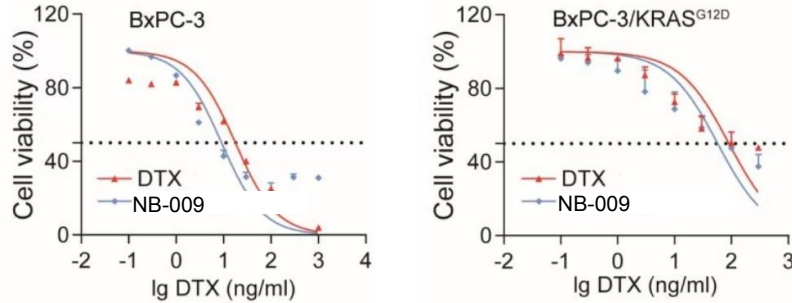 BxPC-3
120
80
40
0
Cell viability (%)
DTX
NB-009
-1 0 1 2 3 4
-2
lg DTX (ng/ml)
BxPC-3/KRASG12D
120
80
40
0
Cell viability (%)
DTX
NB-009
-2 -1 0 1 2 3
lg DTX (ng/ml)